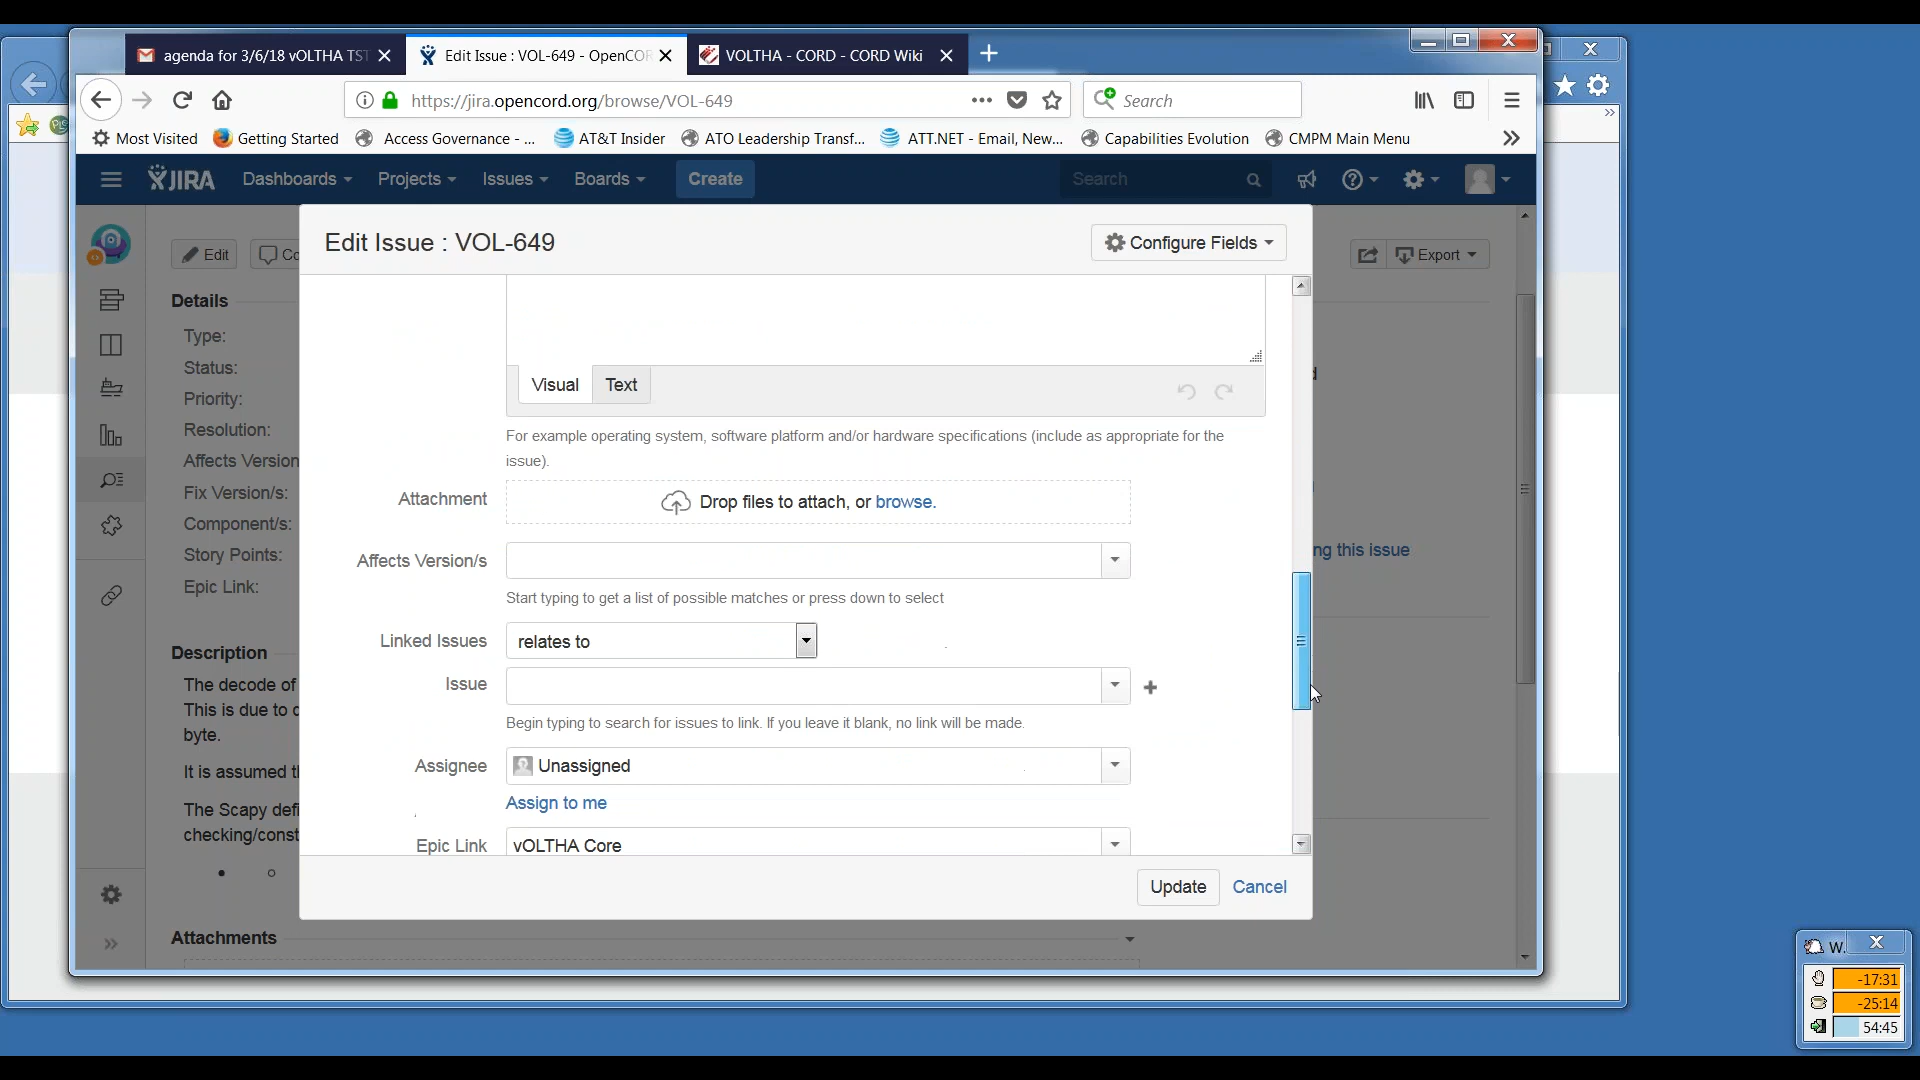 agenda for 3/6/18 vOLTHA TST
Edit Issue : VOL-649 - OpenCOR
VOLTHA - CORD - CORD Wiki
https://jira.opencord.org/browse/VOL-649
Search
Most Visited
Getting Started
Access Governance - ...
AT&T Insider
ATO Leadership Transf...
ATT.NET - Email, New...
Capabilities Evolution
CMPM Main Menu
JIRA
Dashboards
Projects
Issues
Boards
Create
Search
Edit
Co
Export
Edit Issue : VOL-649
Configure Fields
Details
Type:
Status:
Priority:
Resolution:
Affects Version
Fix Version/s:
Component/s:
Story Points:
Epic Link:
Visual
Text
For example operating system, software platform and/or hardware specifications (include as appropriate for the
issue).
Attachment
Drop files to attach, or browse.
Affects Version/s
Start typing to get a list of possible matches or press down to select
Linked Issues
relates to
Issue
Begin typing to search for issues to link. If you leave it blank, no link will be made.
Assignee
Unassigned
Assign to me
Epic Link
vOLTHA Core
Update
Cancel
ng this issue
Description
The decode of
This is due to
byte.
It is assumed
The Scapy defi
checking/const
Attachments
W.
-17:31
-25:14
54:45